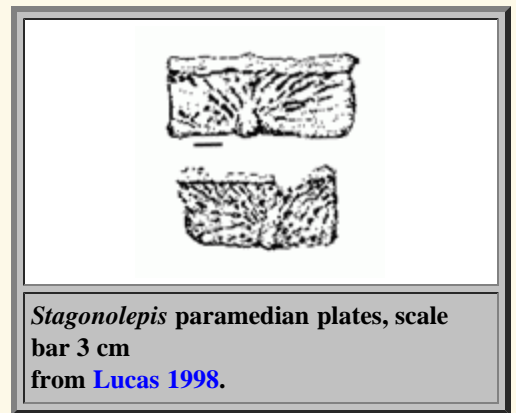 Stagonolepis paramedian plates, scale
bar 3 cm
from Lucas 1998.